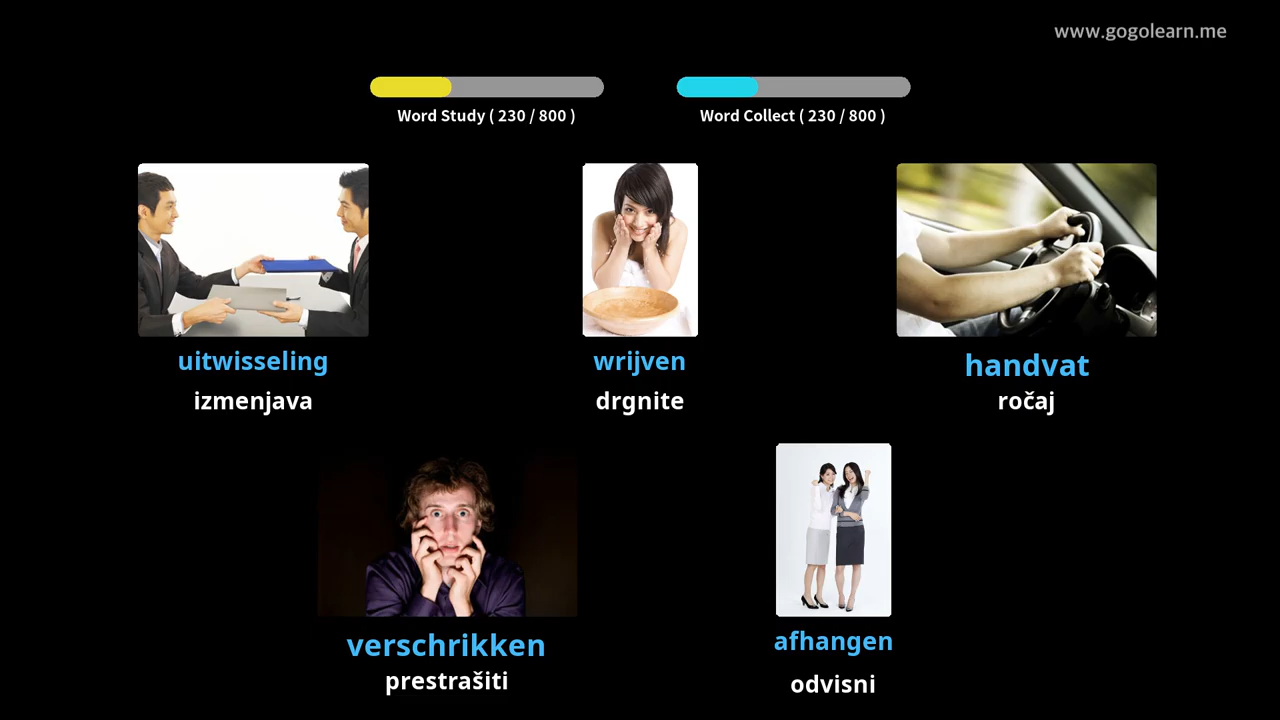 www.gogolearn.me
Word Study ( 230 / 800 )
Word Collect ( 230 / 800 )
uitwisseling
izmenjava
wrijven
drgnite
handvat
ročaj
verschrikken
prestrašiti
afhangen
odvisni